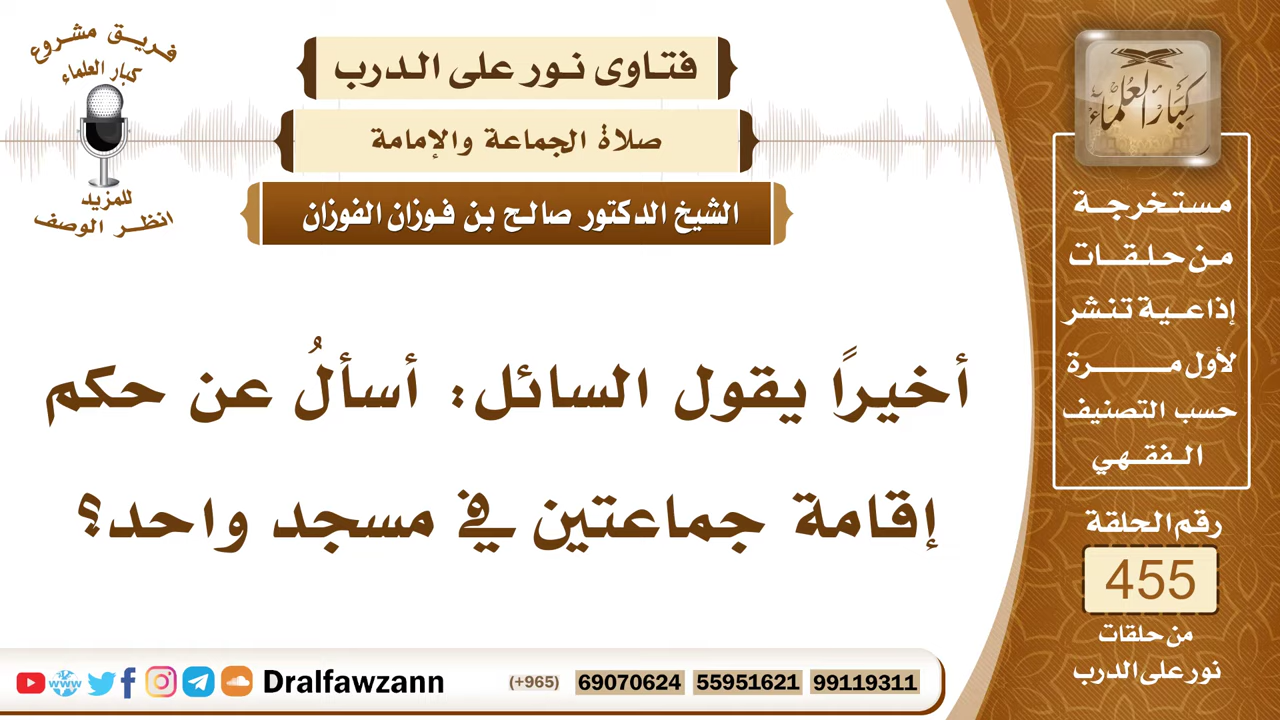 فريق مشروع
كبار العلماء
للمزيد
انظر الوصف
فتاوى نور على الدرب
صلاة الجماعة والإمامة
الشيخ الدكتور صالح بن فوزان الفوزان
أخيرًا يقول السائل: أسألُ عن حكم
إقامة جماعتين في مسجد واحد؟
كبار العلماء
مستخرجة
من حلقات
إذاعية تنشر
لأول مرة
حسب التصنيف
الفقهي
رقم الحلقة
455
من حلقات
نور على الدرب
www
Dralfawzann (+965) 69070624 55951621 99119311